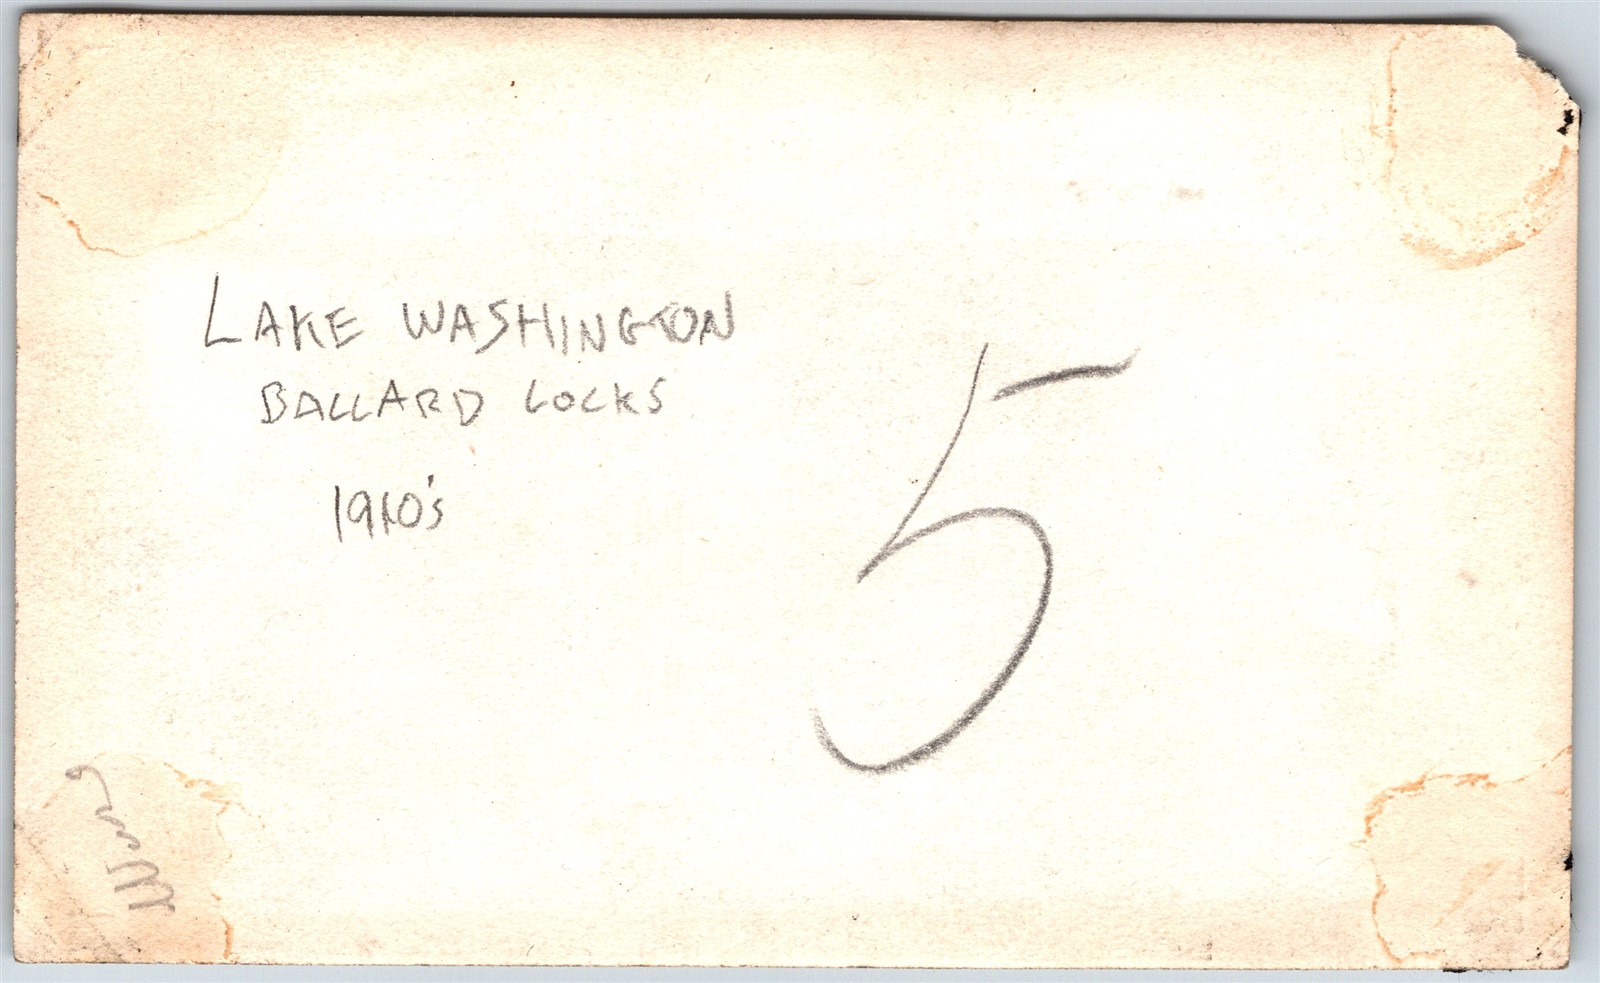 LAKE WASHINGTON
BALLARD LOCKS
1910's
5